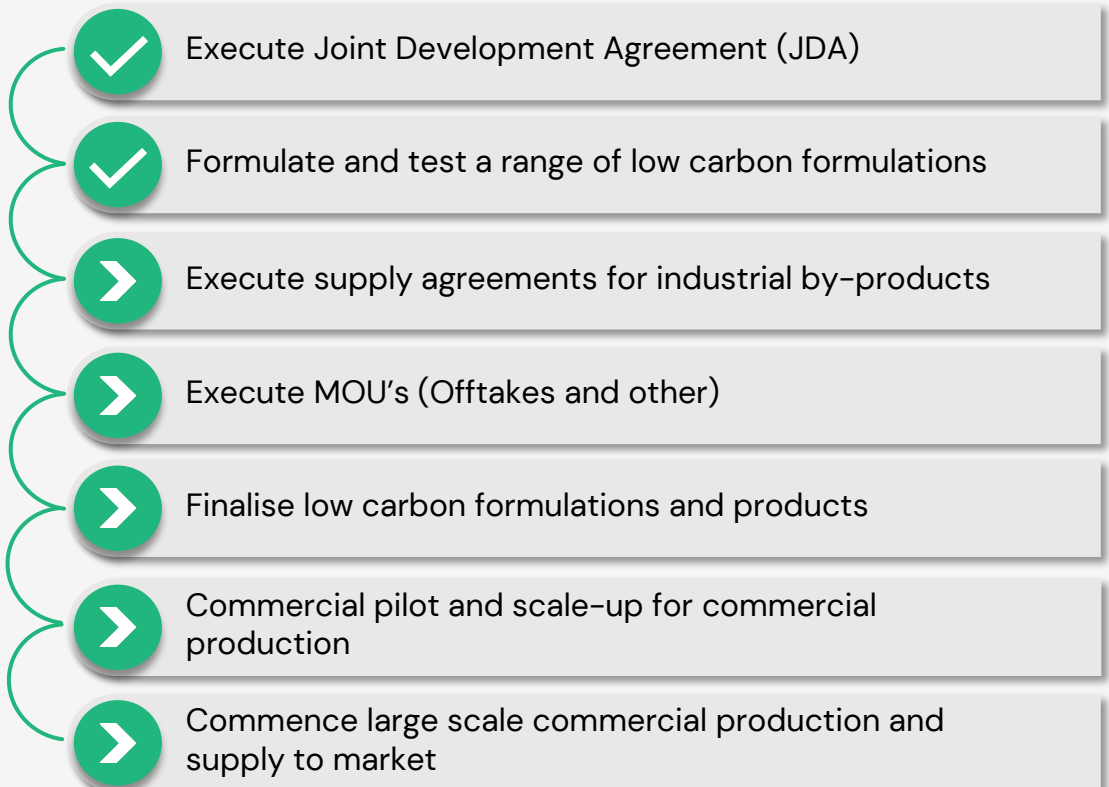 Execute Joint Development Agreement (JDA)
Formulate and test a range of low carbon formulations
Execute supply agreements for industrial by-products
Execute MOU’s (Offtakes and other)
Finalise low carbon formulations and products
Commercial pilot and scale-up for commercial
production
Commence large scale commercial production and
supply to market